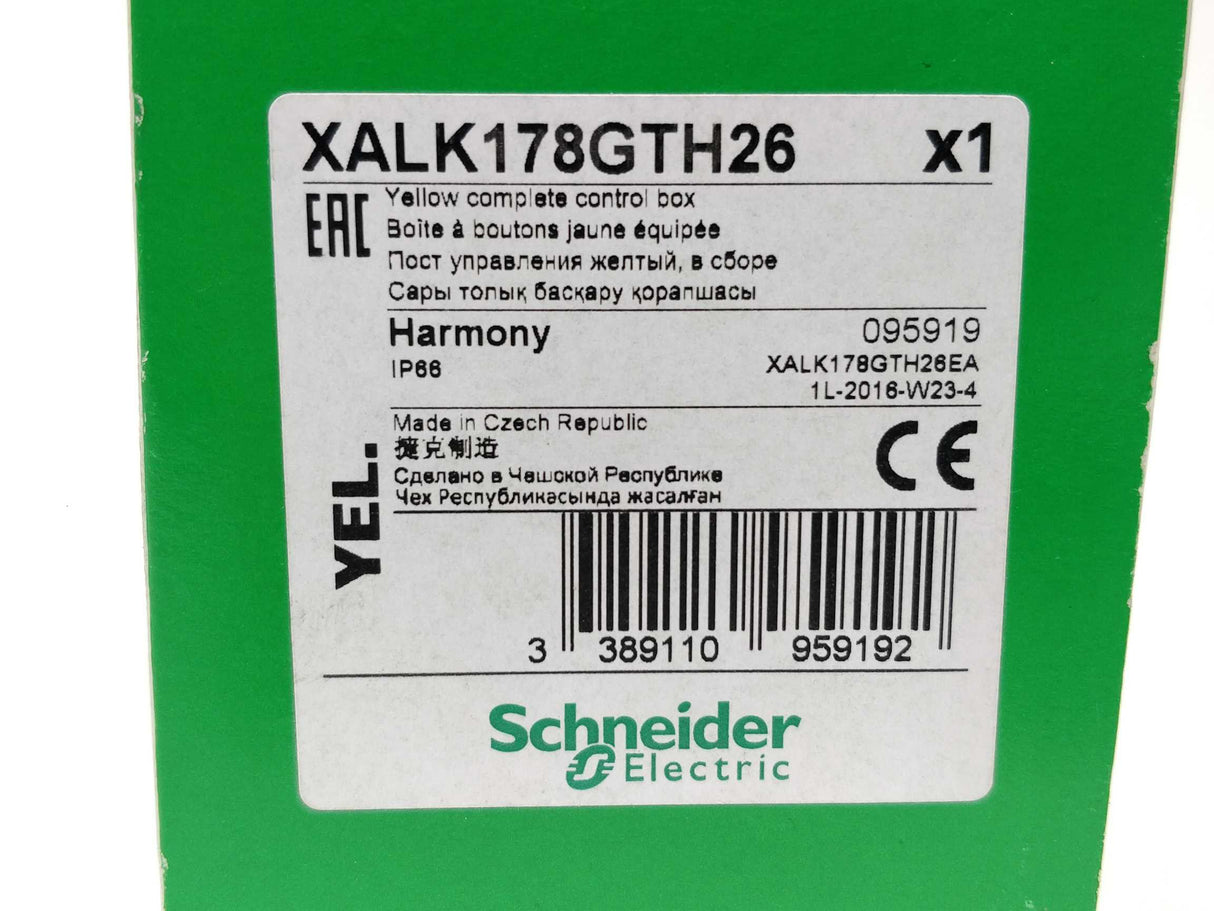 XALK178GTH26 x1
EAC
Yellow complete control box
Boîte à boutons jaune équipée
Пост управления желтый, в сборе
Сары толық басқару қорапшасы
Harmony 095919
IP66 XALK178GTH26EA
1L-2016-W23-4
Made in Czech Republic
捷克制造
Сделано в Чешской Республике
Чех Республикасында жасалған
CE
YEL.
3 389110 959192
Schneider
Electric